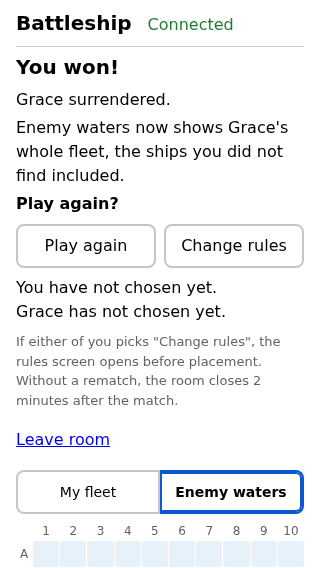 Battleship Connected
You won!
Grace surrendered.
Enemy waters now shows Grace's
whole fleet, the ships you did not
find included.
Play again?
Play again Change rules
You have not chosen yet.
Grace has not chosen yet.
If either of you picks "Change rules", the
rules screen opens before placement.
Without a rematch, the room closes 2
minutes after the match.
Leave room
My fleet Enemy waters
1 2 3 4 5 6 7 8 9 10
A